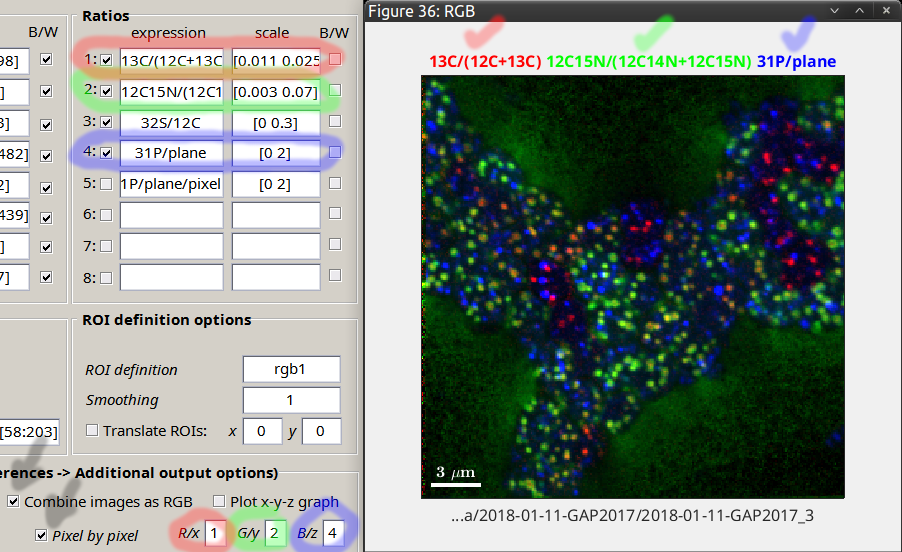 Ratios
B/W expression scale B/W
98] 1: 13C/(12C+13C [0.011 0.025
] 2: 12C15N/(12C1 [0.003 0.07]
3] 3: 32S/12C [0 0.3]
482] 4: 31P/plane [0 2]
2] 5: 1P/plane/pixel [0 2]
439] 6:
] 7:
7] 8:
ROI definition options
ROI definition rgb1
Smoothing 1
[58:203] Translate ROIs: x 0 y 0
erences -> Additional output options)
Combine images as RGB Plot x-y-z graph
Pixel by pixel R/x 1 G/y 2 B/z 4
Figure 36: RGB
13C/(12C+13C) 12C15N/(12C14N+12C15N) 31P/plane
3 μm
...a/2018-01-11-GAP2017/2018-01-11-GAP2017_3